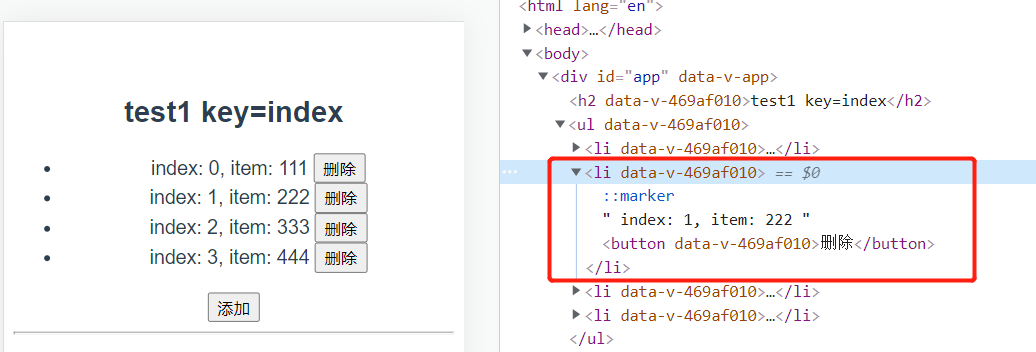 test1 key=index
index: 0, item: 111 删除
index: 1, item: 222 删除
index: 2, item: 333 删除
index: 3, item: 444 删除
添加
<html lang="en">
<head>…</head>
<body>
<div id="app" data-v-app>
<h2 data-v-469af010>test1 key=index</h2>
<ul data-v-469af010>
<li data-v-469af010>…</li>
<li data-v-469af010> == $0
::marker
" index: 1, item: 222 "
<button data-v-469af010>删除</button>
</li>
<li data-v-469af010>…</li>
<li data-v-469af010>…</li>
</ul>